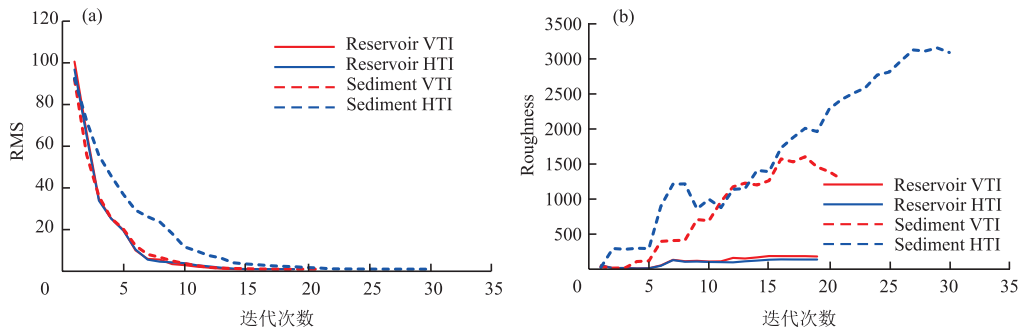 (a)
120
100
80
60
40
20
0
5
10
15
20
25
30
35
RMS
迭代次数
Reservoir VTI
Reservoir HTI
Sediment VTI
Sediment HTI
(b)
3500
3000
2500
2000
1500
1000
500
0
5
10
15
20
25
30
35
Roughness
迭代次数
Reservoir VTI
Reservoir HTI
Sediment VTI
Sediment HTI